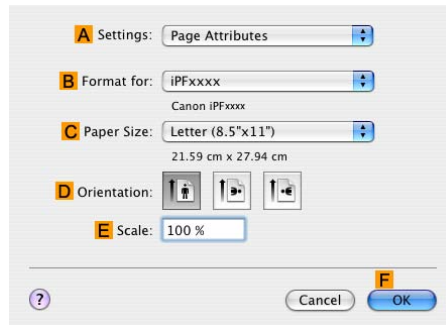 A Settings: Page Attributes
B Format for: iPFxxxx
Canon iPFxxxx
C Paper Size: Letter (8.5"x11")
21.59 cm x 27.94 cm
D Orientation:
E Scale: 100 %
F
? Cancel OK